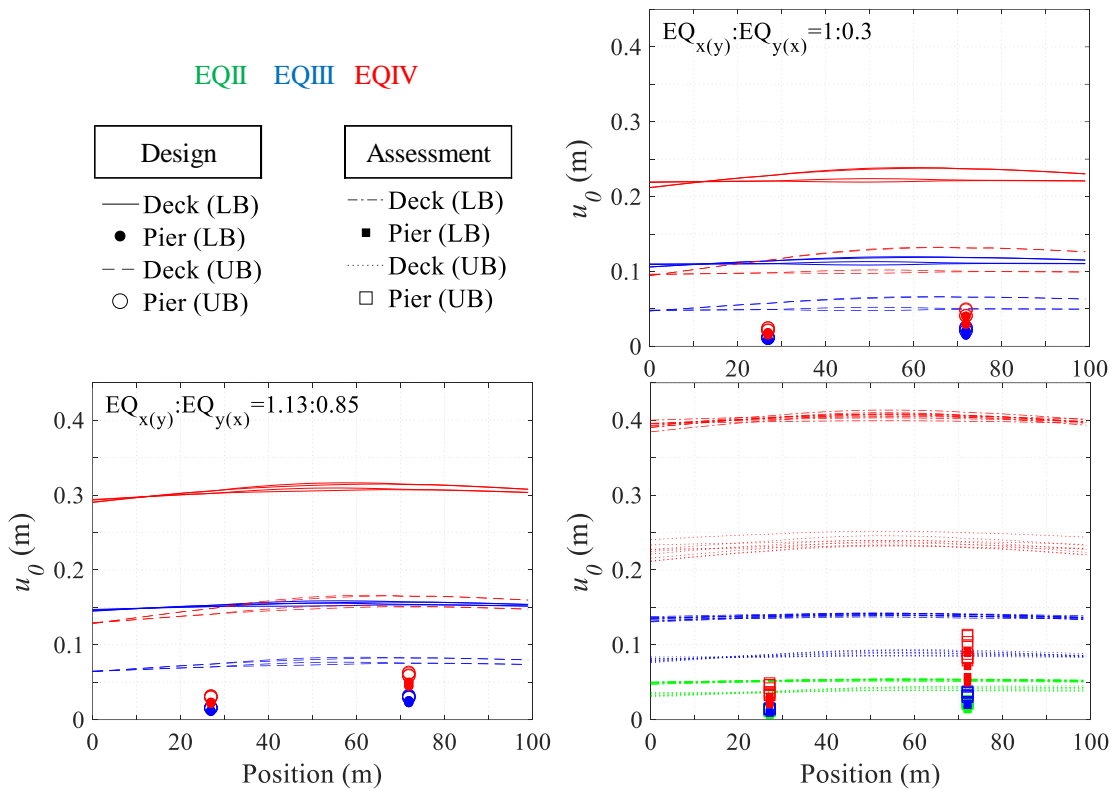 EQII EQIII EQIV
Design
Deck (LB)
Pier (LB)
Deck (UB)
Pier (UB)
Assessment
Deck (LB)
Pier (LB)
Deck (UB)
Pier (UB)
EQx(y):EQy(x)=1:0.3
u0 (m)
0.4
0.3
0.2
0.1
0
0 20 40 60 80 100
EQx(y):EQy(x)=1.13:0.85
u0 (m)
0.4
0.3
0.2
0.1
0
0 20 40 60 80 100
Position (m)
u0 (m)
0.4
0.3
0.2
0.1
0
0 20 40 60 80 100
Position (m)